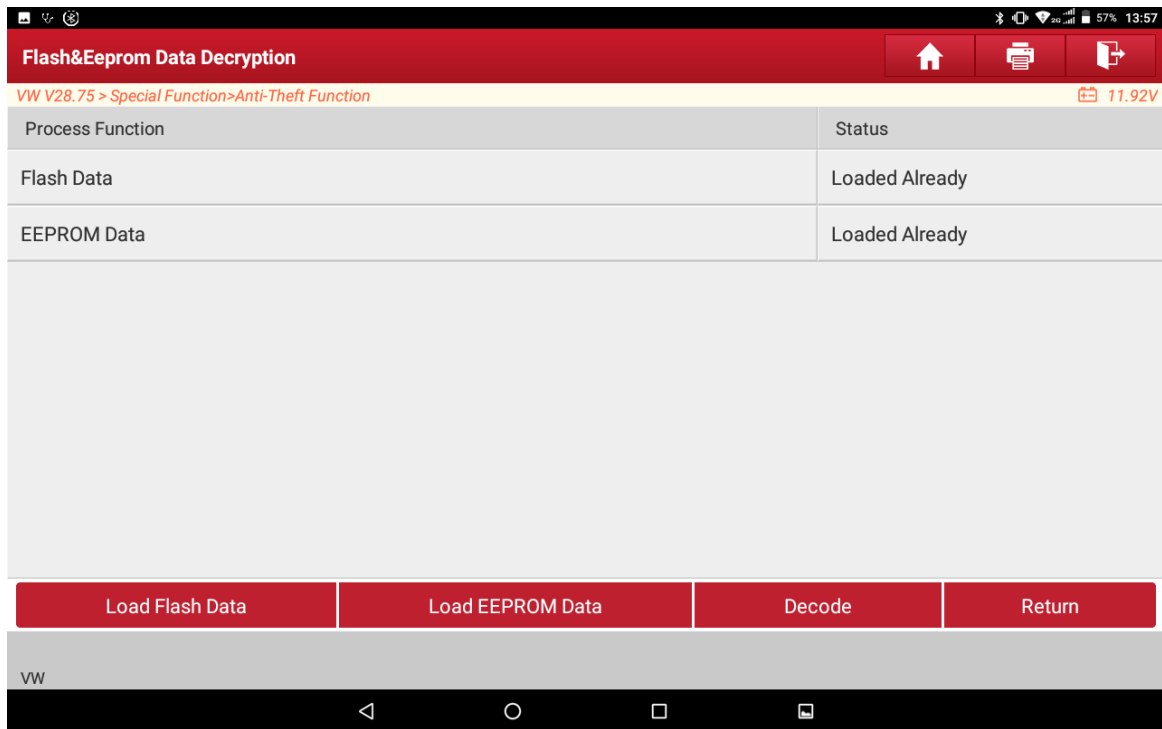 57% 13:57
Flash&Eeprom Data Decryption
VW V28.75 > Special Function>Anti-Theft Function 11.92V
Process Function Status
Flash Data Loaded Already
EEPROM Data Loaded Already
Load Flash Data Load EEPROM Data Decode Return
VW